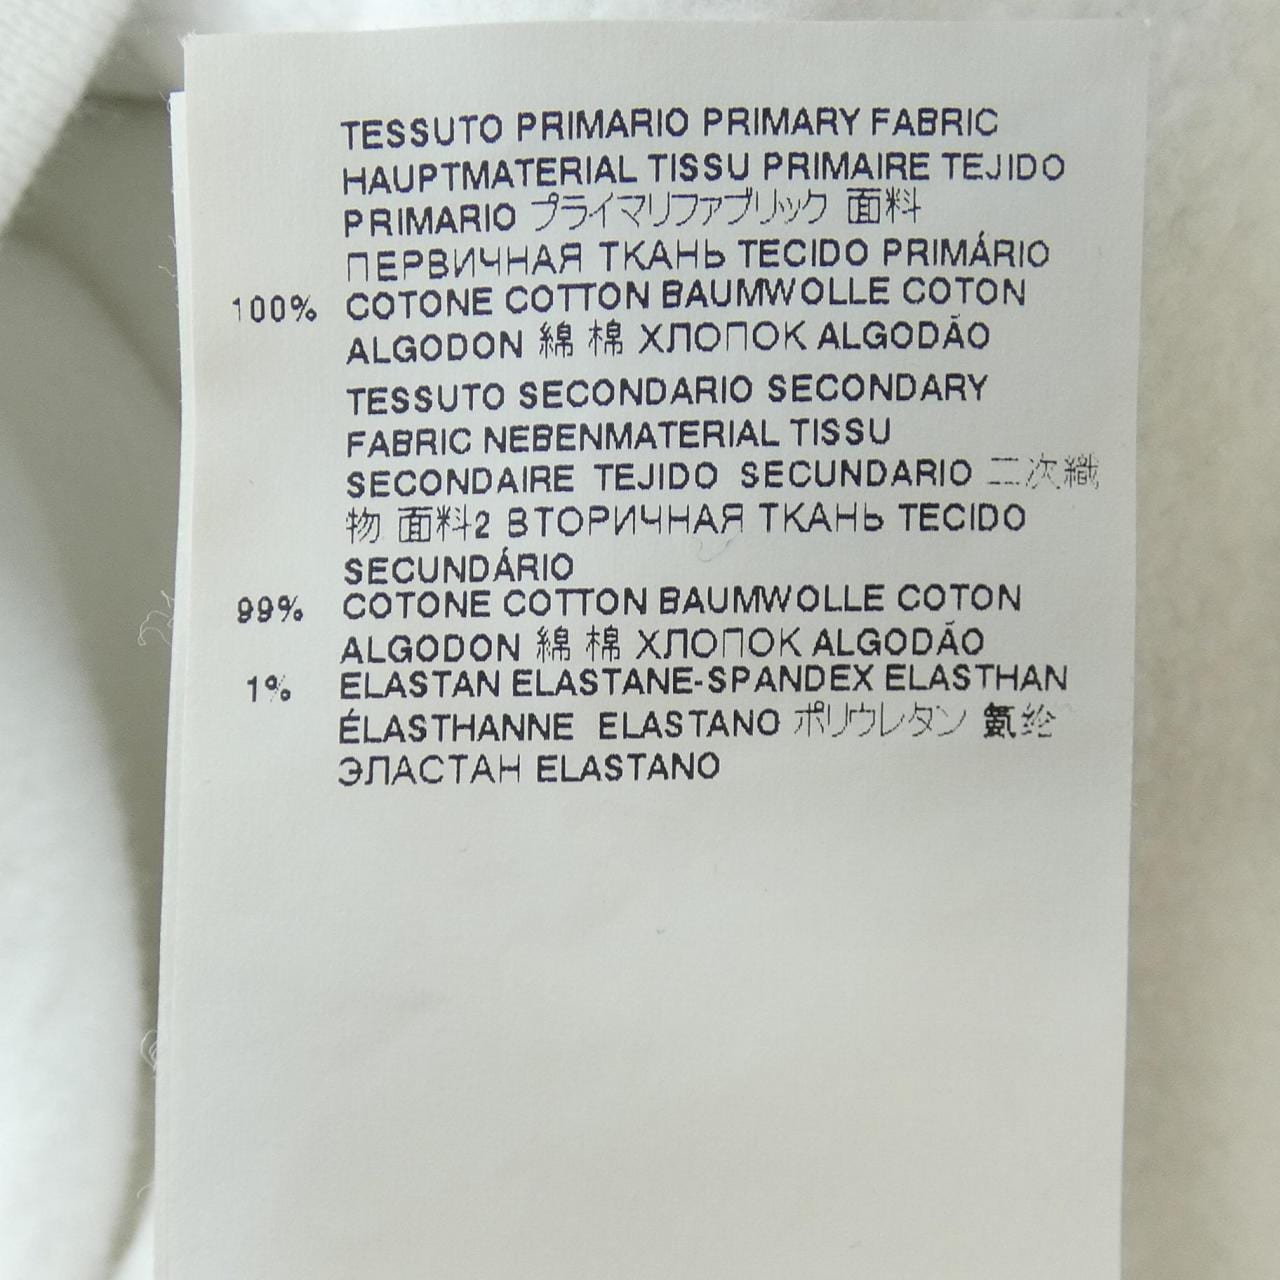 TESSUTO PRIMARIO PRIMARY FABRIC
HAUPTMATERIAL TISSU PRIMAIRE TEJIDO
PRIMARIO プライマリファブリック 面料
ПЕРВИЧНАЯ ТКАНЬ TECIDO PRIMÁRIO
100% COTONE COTTON BAUMWOLLE COTON
ALGODON 綿 棉 ХЛОПОК ALGODÃO
TESSUTO SECONDARIO SECONDARY
FABRIC NEBENMATERIAL TISSU
SECONDAIRE TEJIDO SECUNDARIO 二次織
物 面料2 ВТОРИЧНАЯ ТКАНЬ TECIDO
SECUNDÁRIO
99% COTONE COTTON BAUMWOLLE COTON
ALGODON 綿 棉 ХЛОПОК ALGODÃO
1% ELASTAN ELASTANE-SPANDEX ELASTHAN
ÉLASTHANNE ELASTANO ポリウレタン 氨纶
ЭЛАСТАН ELASTANO